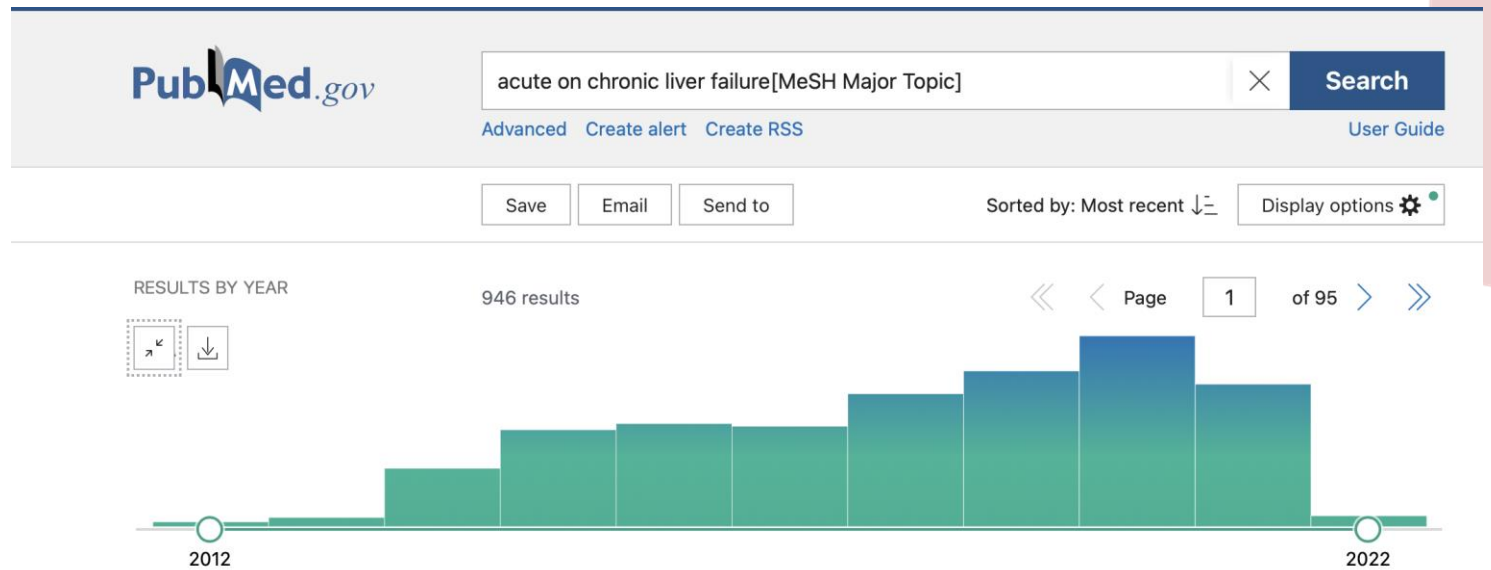 PubMed.gov
acute on chronic liver failure[MeSH Major Topic]
Search
Advanced Create alert Create RSS
User Guide
Save Email Send to
Sorted by: Most recent
Display options
RESULTS BY YEAR
946 results
Page 1 of 95
2012
2022